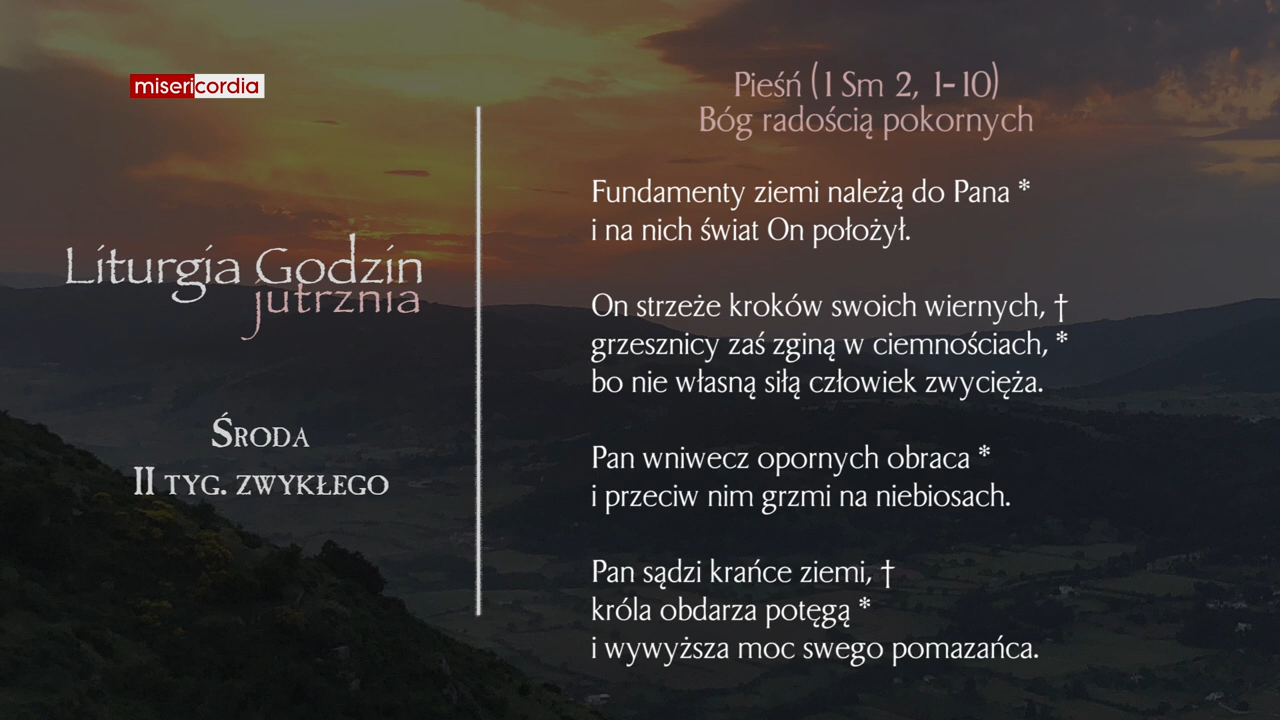 misericordia
Liturgia Godzin
jutrznia
Środa
II tyg. zwykłego
Pieśń (1 Sm 2, 1-10)
Bóg radością pokornych
Fundamenty ziemi należą do Pana *
i na nich świat On położył.
On strzeże kroków swoich wiernych, †
grzesznicy zaś zginą w ciemnościach, *
bo nie własną siłą człowiek zwycięża.
Pan wniwecz opornych obraca *
i przeciw nim grzmi na niebiosach.
Pan sądzi krańce ziemi, †
króla obdarza potęgą *
i wywyższa moc swego pomazańca.